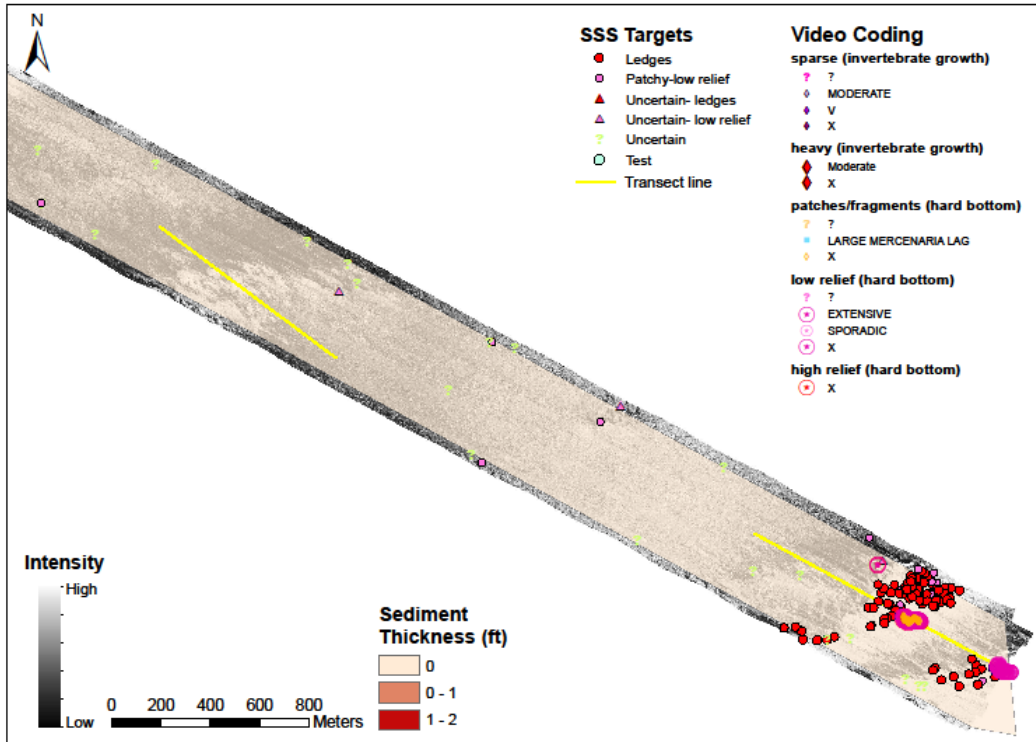 N
SSS Targets
Ledges
Patchy-low relief
Uncertain- ledges
Uncertain- low relief
? Uncertain
Test
Transect line
Video Coding
sparse (invertebrate growth)
? ?
MODERATE
V
X
heavy (invertebrate growth)
Moderate
X
patches/fragments (hard bottom)
? ?
LARGE MERCENARIA LAG
X
low relief (hard bottom)
? ?
EXTENSIVE
SPORADIC
X
high relief (hard bottom)
X
Intensity
High
Low
0 200 400 600 800
Meters
Sediment
Thickness (ft)
0
0 - 1
1 - 2